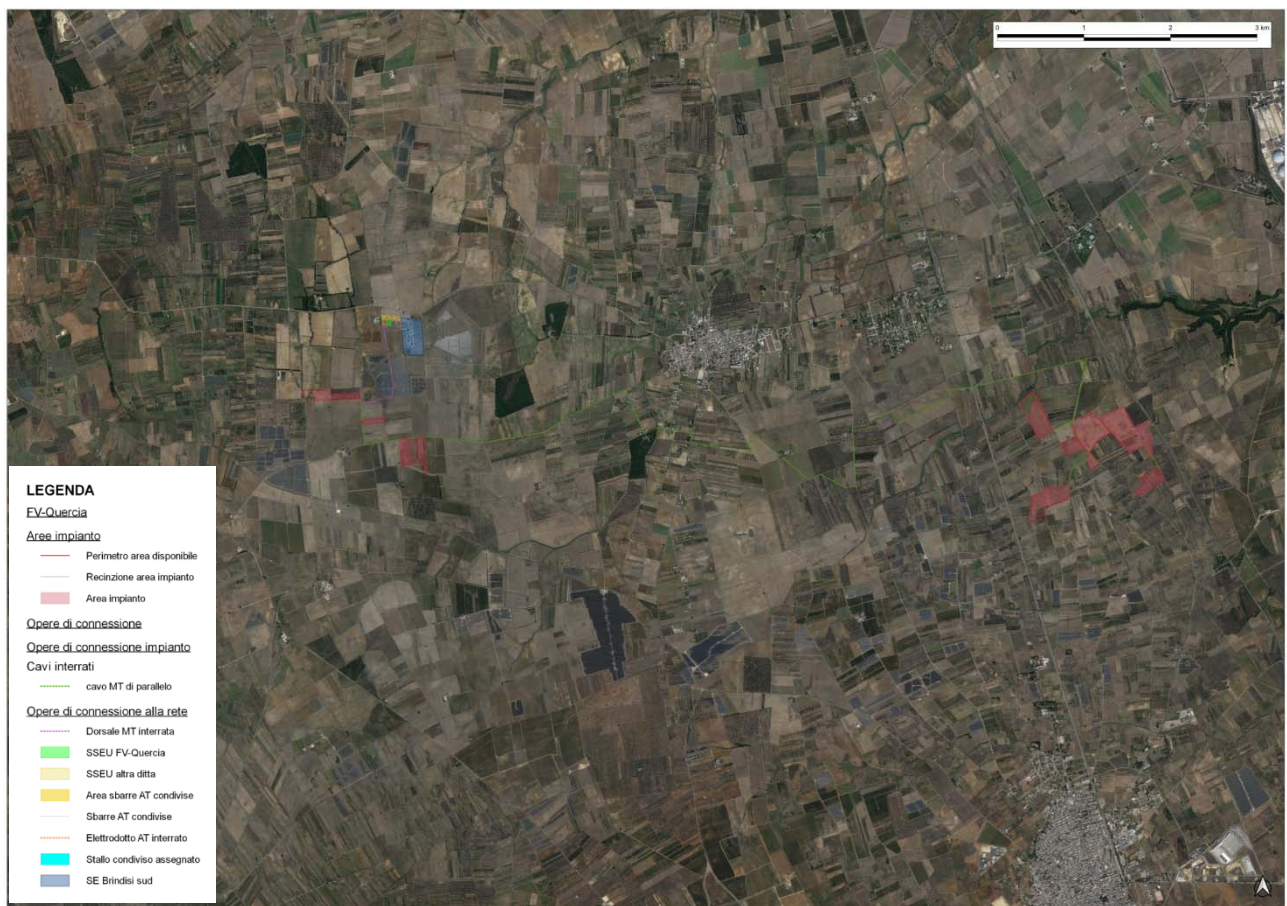 0 1 2 3 km
LEGENDA
FV-Quercia
Aree impianto
Perimetro area disponibile
Recinzione area impianto
Area impianto
Opere di connessione
Opere di connessione impianto
Cavi interrati
cavo MT di parallelo
Opere di connessione alla rete
Dorsale MT interrata
SSEU FV-Quercia
SSEU altra ditta
Area sbarre AT condivise
Sbarre AT condivise
Elettrodotto AT interrato
Stallo condiviso assegnato
SE Brindisi sud